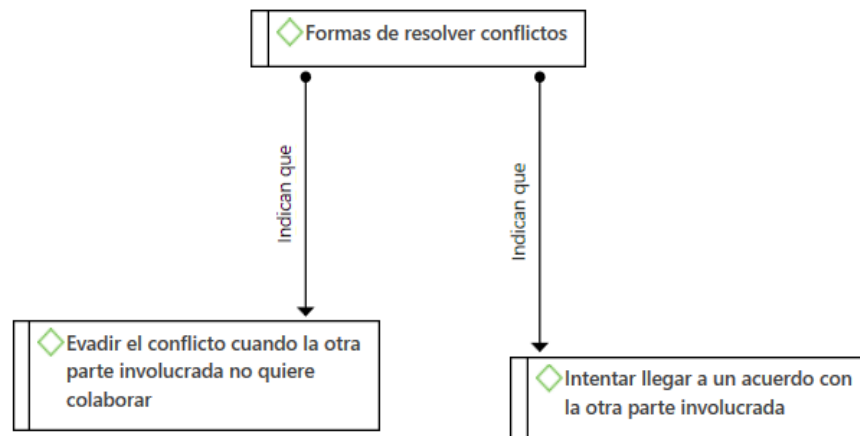 Formas de resolver conflictos
Indican que
Indican que
Evadir el conflicto cuando la otra
parte involucrada no quiere
colaborar
Intentar llegar a un acuerdo con
la otra parte involucrada